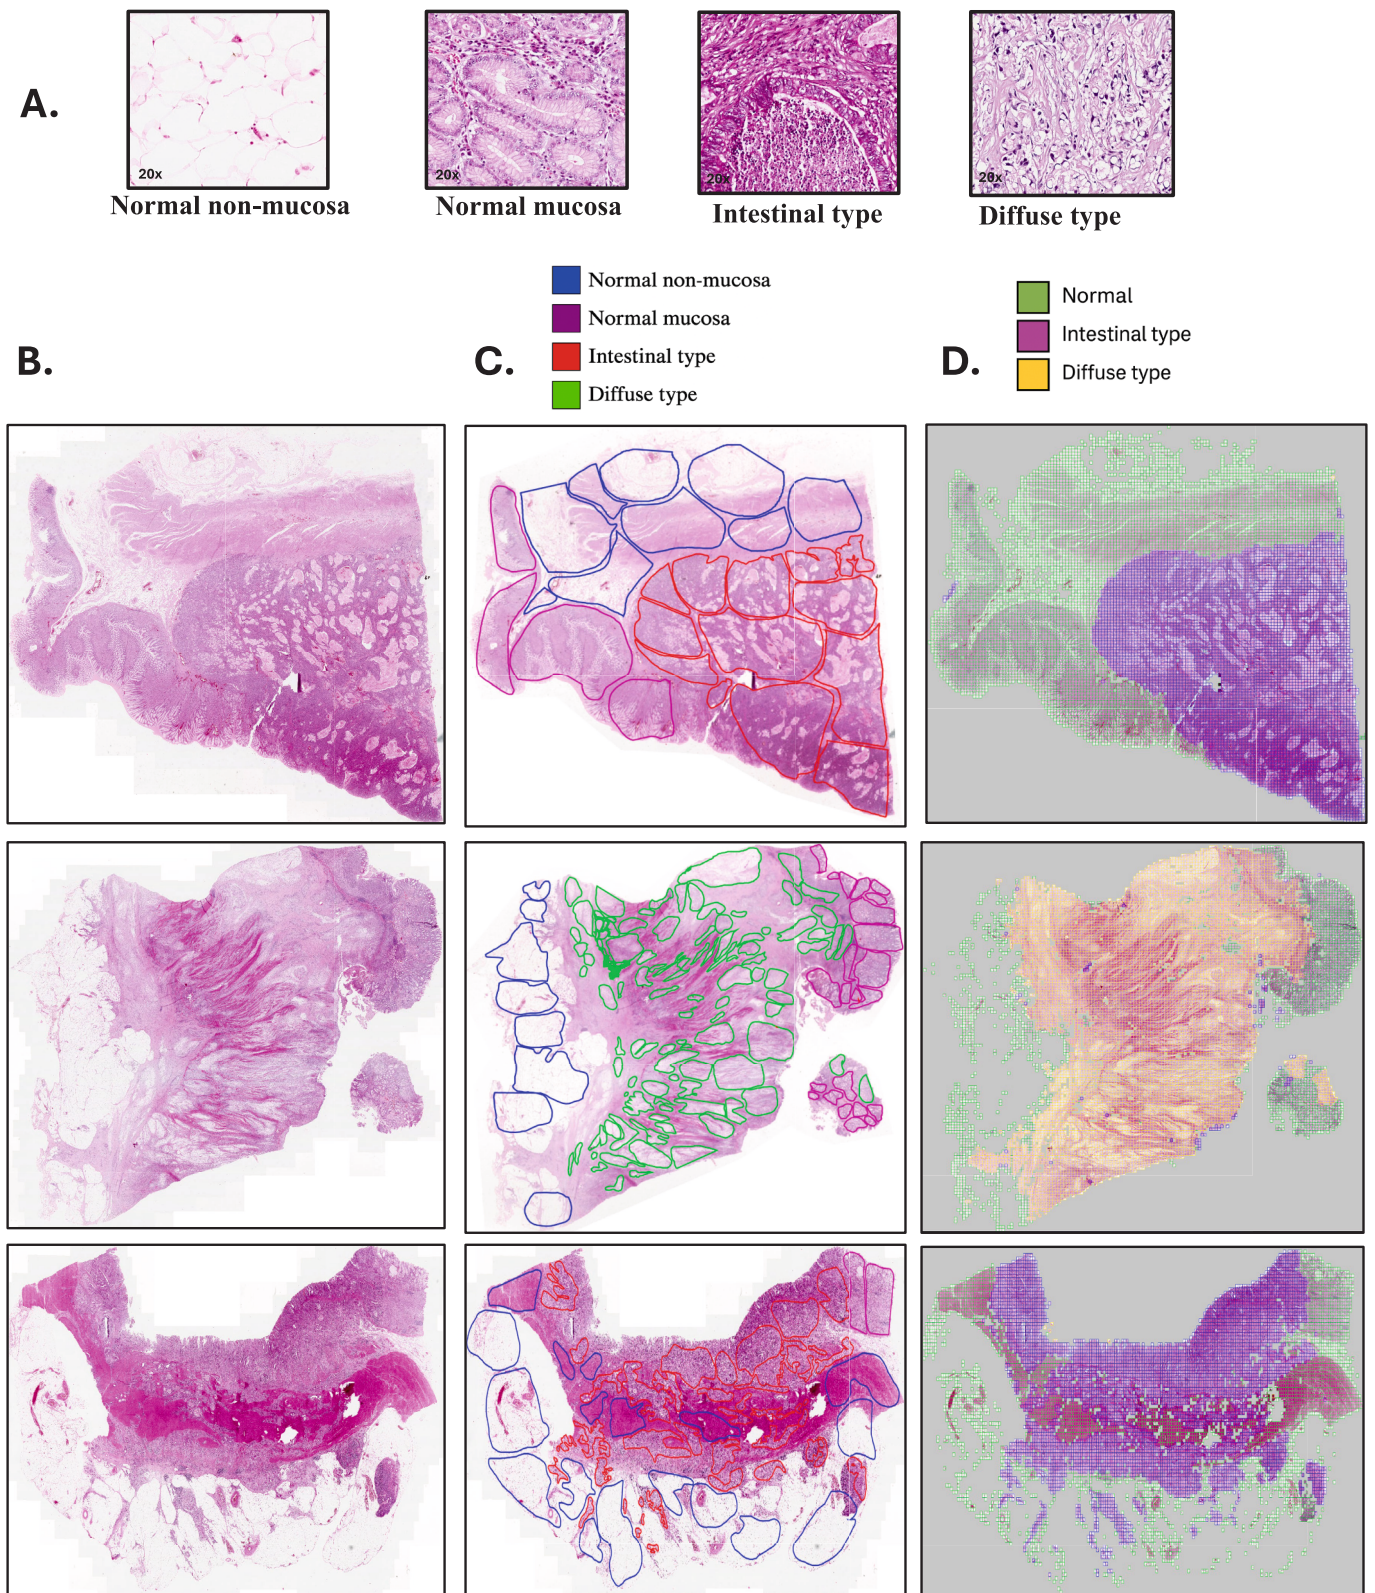 A.
20x
20x
20x
20x
Normal non-mucosa
Normal mucosa
Intestinal type
Diffuse type
B.
C.
Normal non-mucosa
Normal mucosa
Intestinal type
Diffuse type
D.
Normal
Intestinal type
Diffuse type